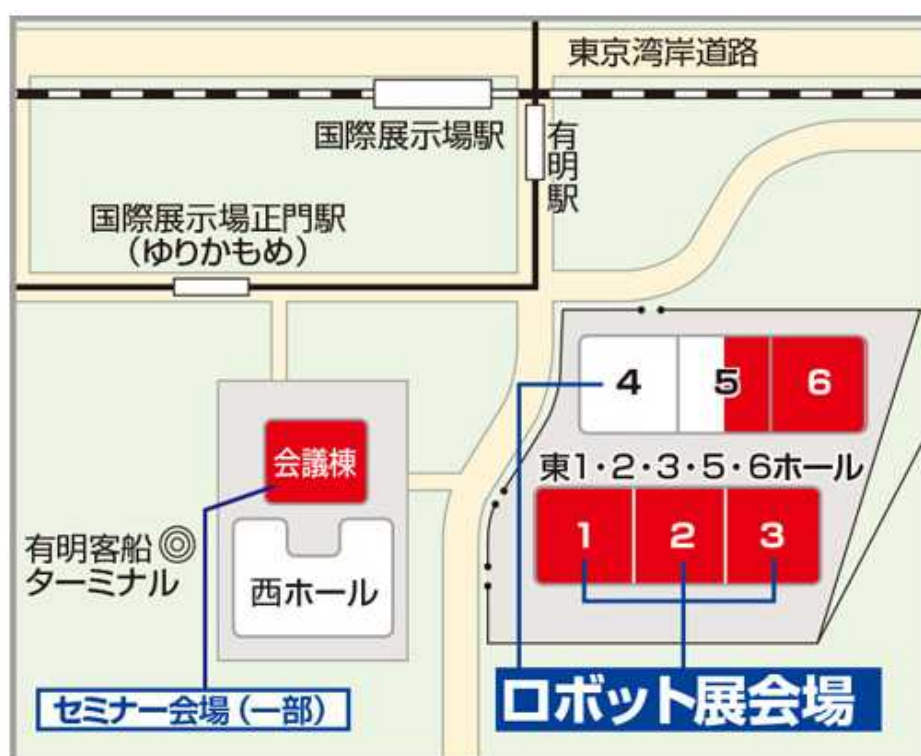 東京湾岸道路
国際展示場駅
有明駅
国際展示場正門駅
（ゆりかもめ）
4
5
6
東1・2・3・5・6ホール
1
2
3
会議棟
西ホール
有明客船
ターミナル
セミナー会場（一部）
ロボット展会場